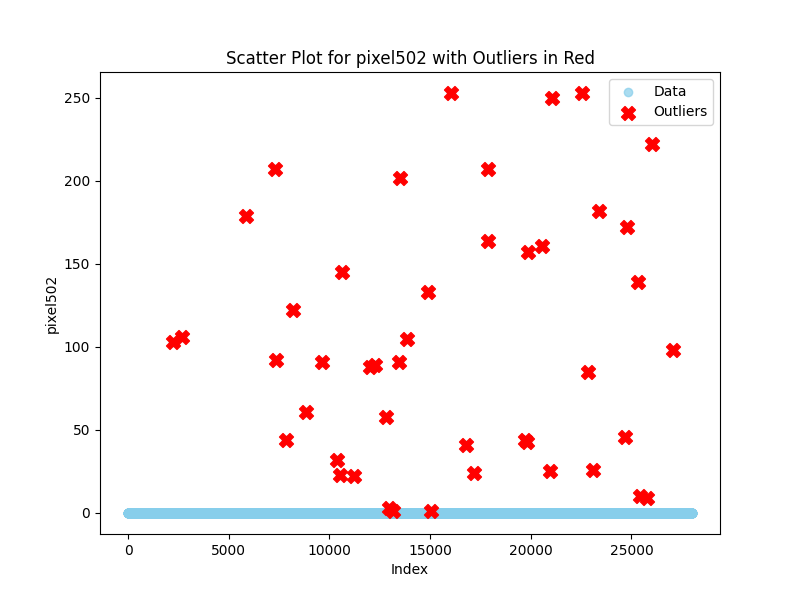 Scatter Plot for pixel502 with Outliers in Red
Data
Outliers
250
200
150
100
50
0
pixel502
0 5000 10000 15000 20000 25000
Index